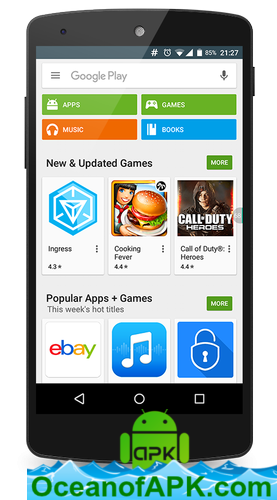 # 85% 21:27
Google Play
APPS GAMES
MUSIC BOOKS
New & Updated Games MORE
Ingress Cooking Fever Call of Duty®: Heroes
4.3★ 4.4★ 4.4★
CALL·DUTY
HEROES
Popular Apps + Games MORE
This week's hot titles
ebay
apk
OceanofAPK.com